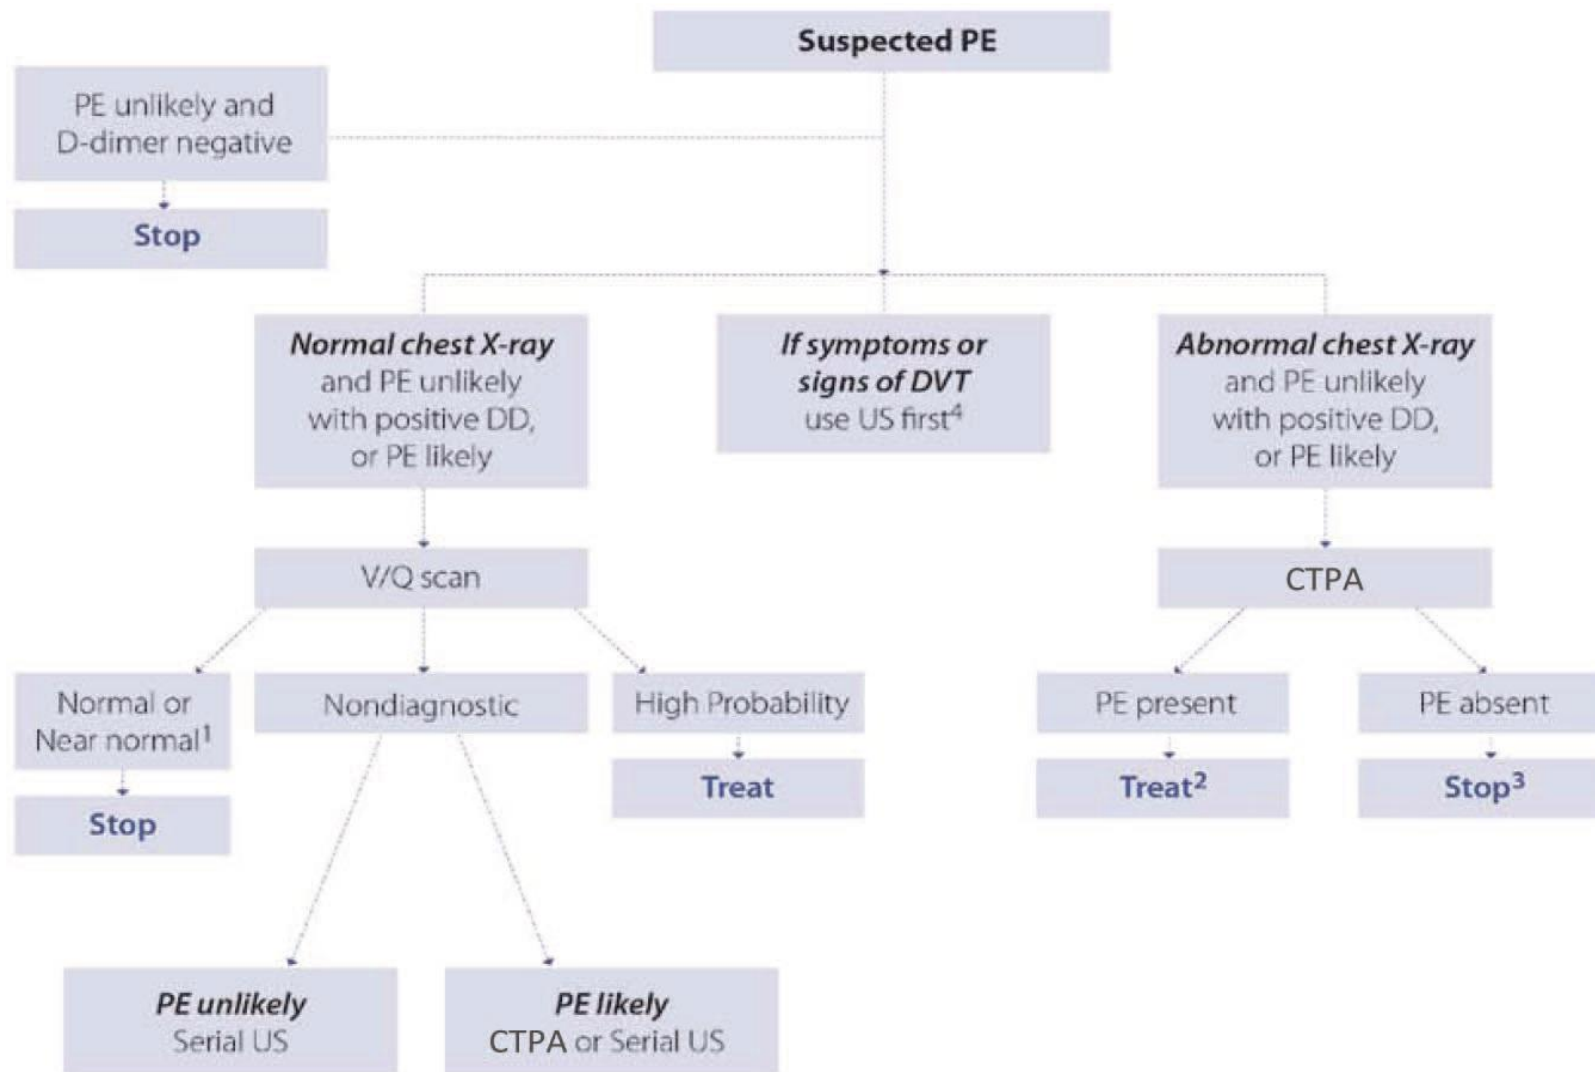 Suspected PE
PE unlikely and
D-dimer negative
Stop
Normal chest X-ray
and PE unlikely
with positive DD,
or PE likely
If symptoms or
signs of DVT
use US first⁴
Abnormal chest X-ray
and PE unlikely
with positive DD,
or PE likely
V/Q scan
CTPA
Normal or
Near normal¹
Nondiagnostic
High Probability
PE present
PE absent
Stop
Treat
Treat²
Stop³
PE unlikely
Serial US
PE likely
CTPA or Serial US